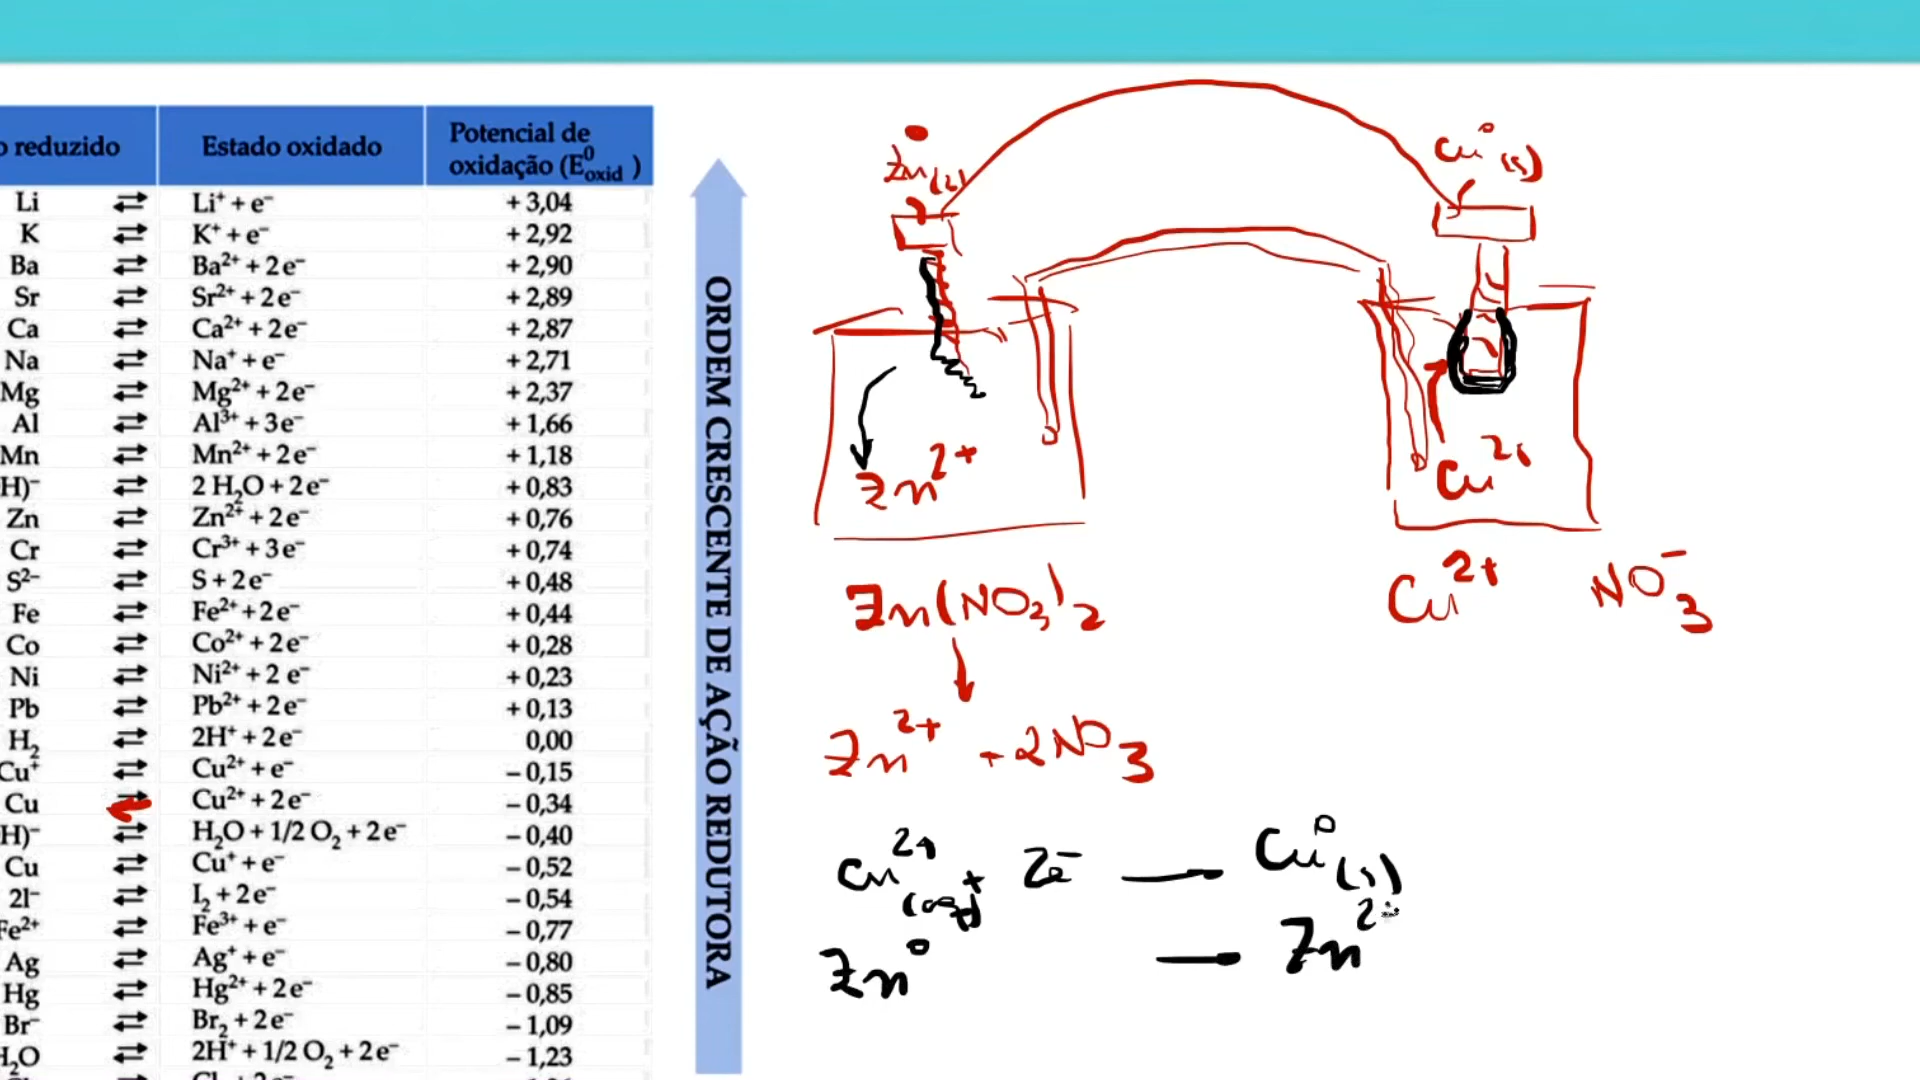 o reduzido Estado oxidado Potencial de oxidação (E⁰oxid)
Li ⇌ Li⁺ + e⁻ + 3,04
K ⇌ K⁺ + e⁻ + 2,92
Ba ⇌ Ba²⁺ + 2e⁻ + 2,90
Sr ⇌ Sr²⁺ + 2e⁻ + 2,89
Ca ⇌ Ca²⁺ + 2e⁻ + 2,87
Na ⇌ Na⁺ + e⁻ + 2,71
Mg ⇌ Mg²⁺ + 2e⁻ + 2,37
Al ⇌ Al³⁺ + 3e⁻ + 1,66
Mn ⇌ Mn²⁺ + 2e⁻ + 1,18
H)⁻ ⇌ 2 H₂O + 2e⁻ + 0,83
Zn ⇌ Zn²⁺ + 2e⁻ + 0,76
Cr ⇌ Cr³⁺ + 3e⁻ + 0,74
S²⁻ ⇌ S + 2e⁻ + 0,48
Fe ⇌ Fe²⁺ + 2e⁻ + 0,44
Co ⇌ Co²⁺ + 2e⁻ + 0,28
Ni ⇌ Ni²⁺ + 2 e⁻ + 0,23
Pb ⇌ Pb²⁺ + 2e⁻ + 0,13
H₂ ⇌ 2H⁺ + 2e⁻ 0,00
Cu⁺ ⇌ Cu²⁺ + e⁻ – 0,15
Cu ⇌ Cu²⁺ + 2e⁻ – 0,34
H)⁻ ⇌ H₂O + 1/2 O₂ + 2e⁻ – 0,40
Cu ⇌ Cu⁺ + e⁻ – 0,52
2I⁻ ⇌ I₂ + 2e⁻ – 0,54
Fe²⁺ ⇌ Fe³⁺ + e⁻ – 0,77
Ag ⇌ Ag⁺ + e⁻ – 0,80
Hg ⇌ Hg²⁺ + 2e⁻ – 0,85
Br⁻ ⇌ Br₂ + 2e⁻ – 1,09
H₂O ⇌ 2H⁺ + 1/2 O₂ + 2e⁻ – 1,23
ORDEM CRESCENTE DE AÇÃO REDUTORA
Zn(s)
Cu⁰(s)
Zn²⁺
Cu²⁺
Zn(NO₃)₂
Cu²⁺ NO₃⁻
Zn²⁺ + 2NO₃
Cu²⁺(aq) + 2e⁻ — Cu⁰(s)
Zn⁰ — Zn²⁺